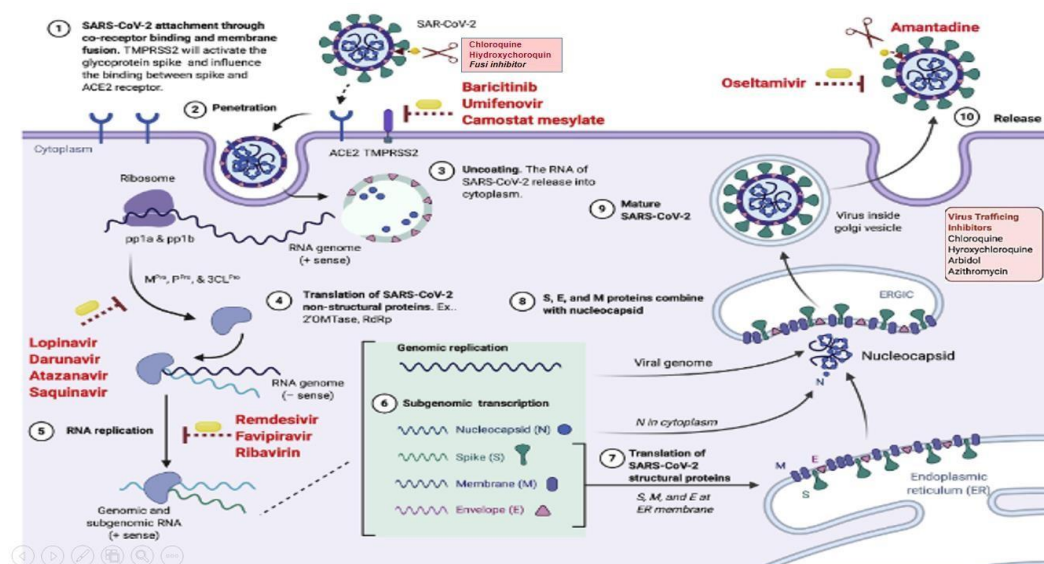 1 SARS-CoV-2 attachment through
co-receptor binding and membrane
fusion. TMPRSS2 will activate the
glycoprotein spike and influence
the binding between spike and
ACE2 receptor.
SAR-CoV-2
Chloroquine
Hiydroxychoroquin
Fusi inhibitor
Baricitinib
Umifenovir
Camostat mesylate
Amantadine
Oseltamivir
10 Release
2 Penetration
Cytoplasm
ACE2 TMPRSS2
Ribosome
pp1a & pp1b
RNA genome
(+ sense)
3 Uncoating. The RNA of
SARS-CoV-2 release into
cytoplasm.
9 Mature
SARS-CoV-2
Virus inside
golgi vesicle
Virus Trafficing
Inhibitors
Chloroquine
Hyroxychloroquine
Arbidol
Azithromycin
MPro, PPro, & 3CLPro
4 Translation of SARS-CoV-2
non-structural proteins. Ex..
2'OMTase, RdRp
8 S, E, and M proteins combine
with nucleocapsid
ERGIC
Lopinavir
Darunavir
Atazanavir
Saquinavir
RNA genome
(− sense)
Genomic replication
Viral genome
Nucleocapsid
N
5 RNA replication
Remdesivir
Favipiravir
Ribavirin
6 Subgenomic transcription
Nucleocapsid (N)
Spike (S)
Membrane (M)
Envelope (E)
N in cytoplasm
7 Translation of
SARS-CoV-2
structural proteins
S, M, and E at
ER membrane
M
E
S
Endoplasmic
reticulum (ER)
Genomic and
subgenomic RNA
(+ sense)